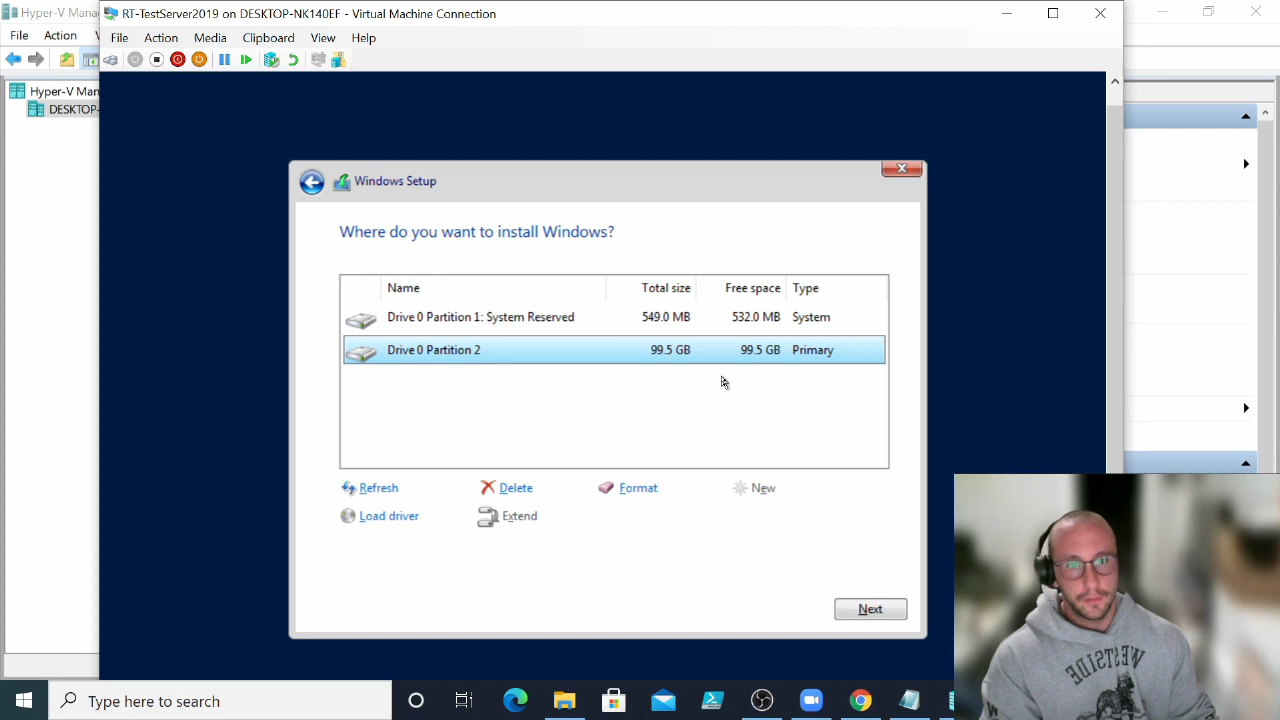 Hyper-V Mana
RT-TestServer2019 on DESKTOP-NK140EF - Virtual Machine Connection
File Action
File Action Media Clipboard View Help
Hyper-V Man
DESKTOP-
Windows Setup
Where do you want to install Windows?
Name Total size Free space Type
Drive 0 Partition 1: System Reserved 549.0 MB 532.0 MB System
Drive 0 Partition 2 99.5 GB 99.5 GB Primary
Refresh Delete Format New
Load driver Extend
Next
WESTSIDE
Type here to search